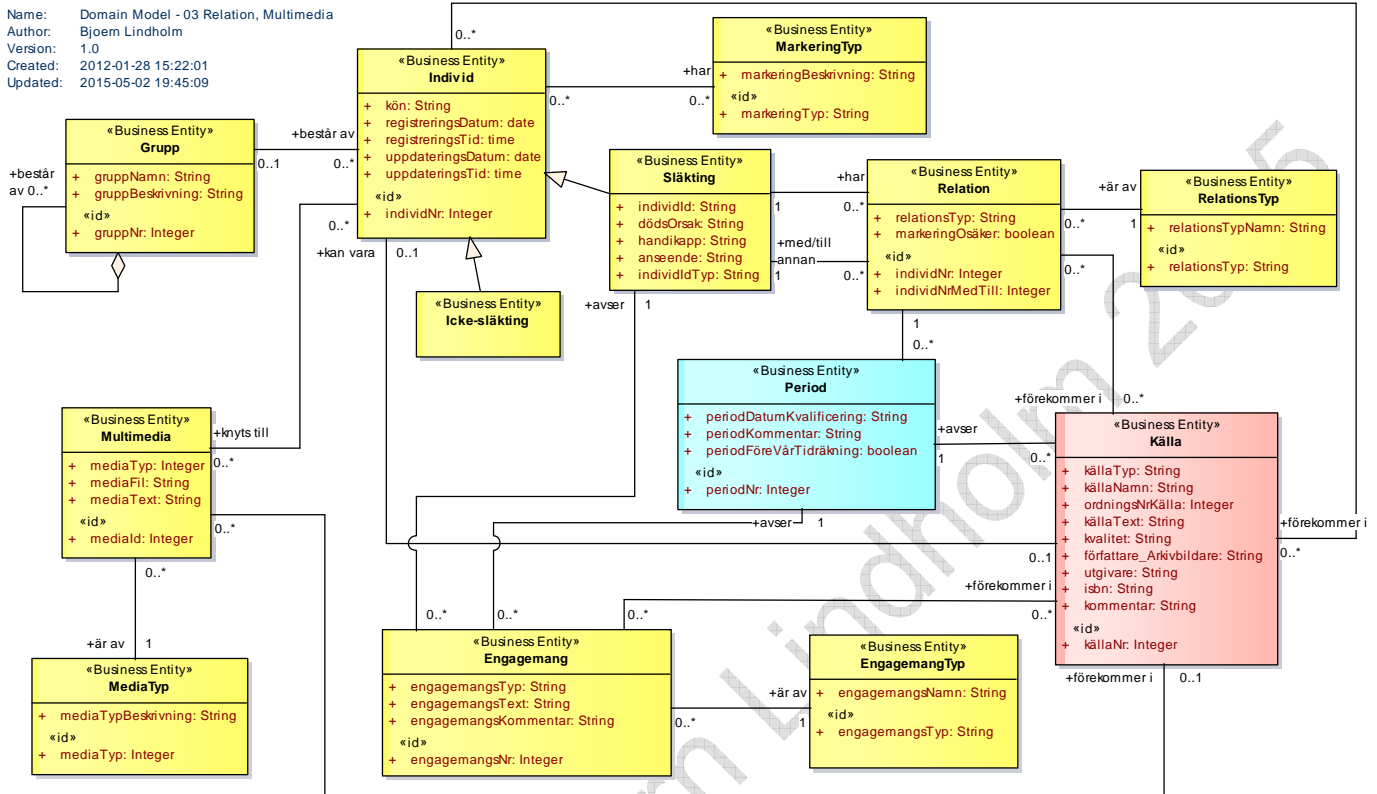 Name: Domain Model - 03 Relation, Multimedia
Author: Bjoern Lindholm
Version: 1.0
Created: 2012-01-28 15:22:01
Updated: 2015-05-02 19:45:09
«Business Entity»
Individ
+ kön: String
+ registreringsDatum: date
+ registreringsTid: time
+ uppdateringsDatum: date
+ uppdateringsTid: time
«id»
+ individNr: Integer
0..*
«Business Entity»
MarkeringTyp
+ markeringBeskrivning: String
«id»
+ markeringTyp: String
+har
0..*
0..*
«Business Entity»
Grupp
+ gruppNamn: String
+ gruppBeskrivning: String
«id»
+ gruppNr: Integer
+består
av 0..*
+består av
0..1
0..*
«Business Entity»
Släkting
+ individId: String
+ dödsOrsak: String
+ handikapp: String
+ anseende: String
+ individIdTyp: String
+har
1
0..*
+med/till
annan
1
0..*
«Business Entity»
Relation
+ relationsTyp: String
+ markeringOsäker: boolean
«id»
+ individNr: Integer
+ individNrMedTill: Integer
+är av
0..*
1
«Business Entity»
RelationsTyp
+ relationsTypNamn: String
«id»
+ relationsTyp: String
0..*
0..*
+kan vara
0..1
«Business Entity»
Icke-släkting
+avser
1
1
0..*
«Business Entity»
Period
+ periodDatumKvalificering: String
+ periodKommentar: String
+ periodFöreVårTidräkning: boolean
«id»
+ periodNr: Integer
+avser
1
0..*
+förekommer i
0..*
«Business Entity»
Källa
+ källaTyp: String
+ källaNamn: String
+ ordningsNrKälla: Integer
+ källaText: String
+ kvalitet: String
+ författare_Arkivbildare: String
+ utgivare: String
+ isbn: String
+ kommentar: String
«id»
+ källaNr: Integer
+förekommer i
0..*
«Business Entity»
Multimedia
+ mediaTyp: Integer
+ mediaFil: String
+ mediaText: String
«id»
+ mediaId: Integer
+knyts till
0..*
0..*
+avser
1
0..1
0..*
+är av
1
+förekommer i
0..*
0..*
0..*
0..*
«Business Entity»
MediaTyp
+ mediaTypBeskrivning: String
«id»
+ mediaTyp: Integer
«Business Entity»
Engagemang
+ engagemangsTyp: String
+ engagemangsText: String
+ engagemangsKommentar: String
«id»
+ engagemangsNr: Integer
+är av
0..*
1
«Business Entity»
EngagemangTyp
+ engagemangsNamn: String
«id»
+ engagemangsTyp: String
+förekommer i
0..1
m Lindholm 2015